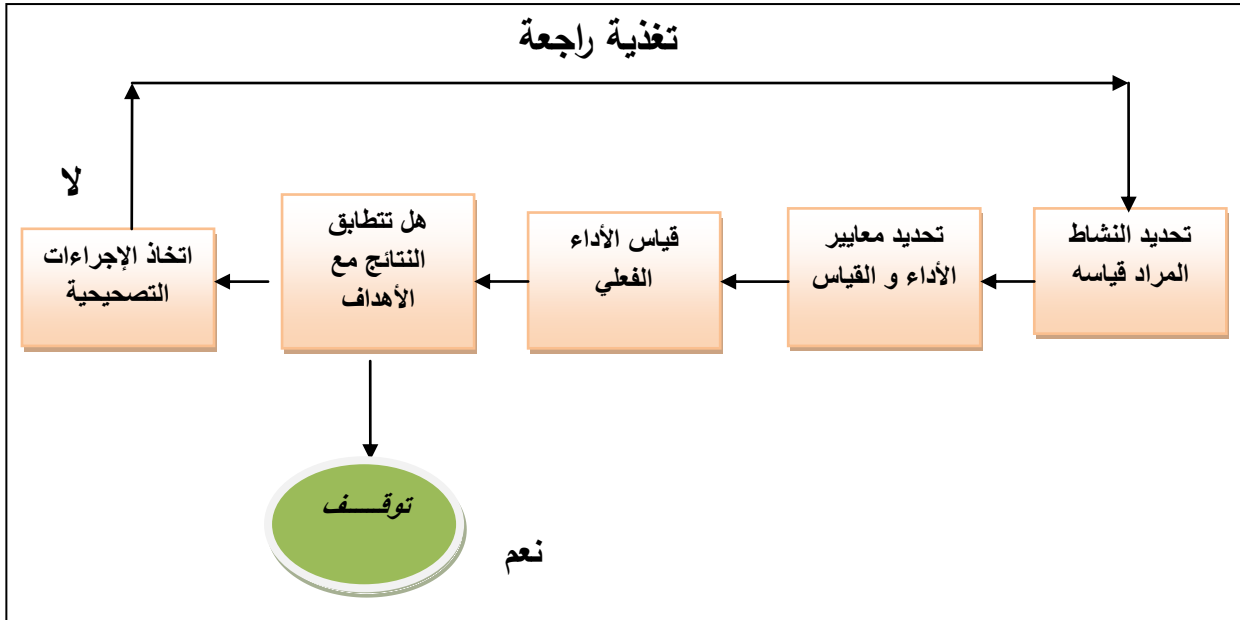 تغذية راجعة
لا
تحديد النشاط
المراد قياسه
تحديد معايير
الأداء و القياس
قياس الأداء
الفعلي
هل تتطابق
النتائج مع
الأهداف
اتخاذ الإجراءات
التصحيحية
توقـــــف
نعم